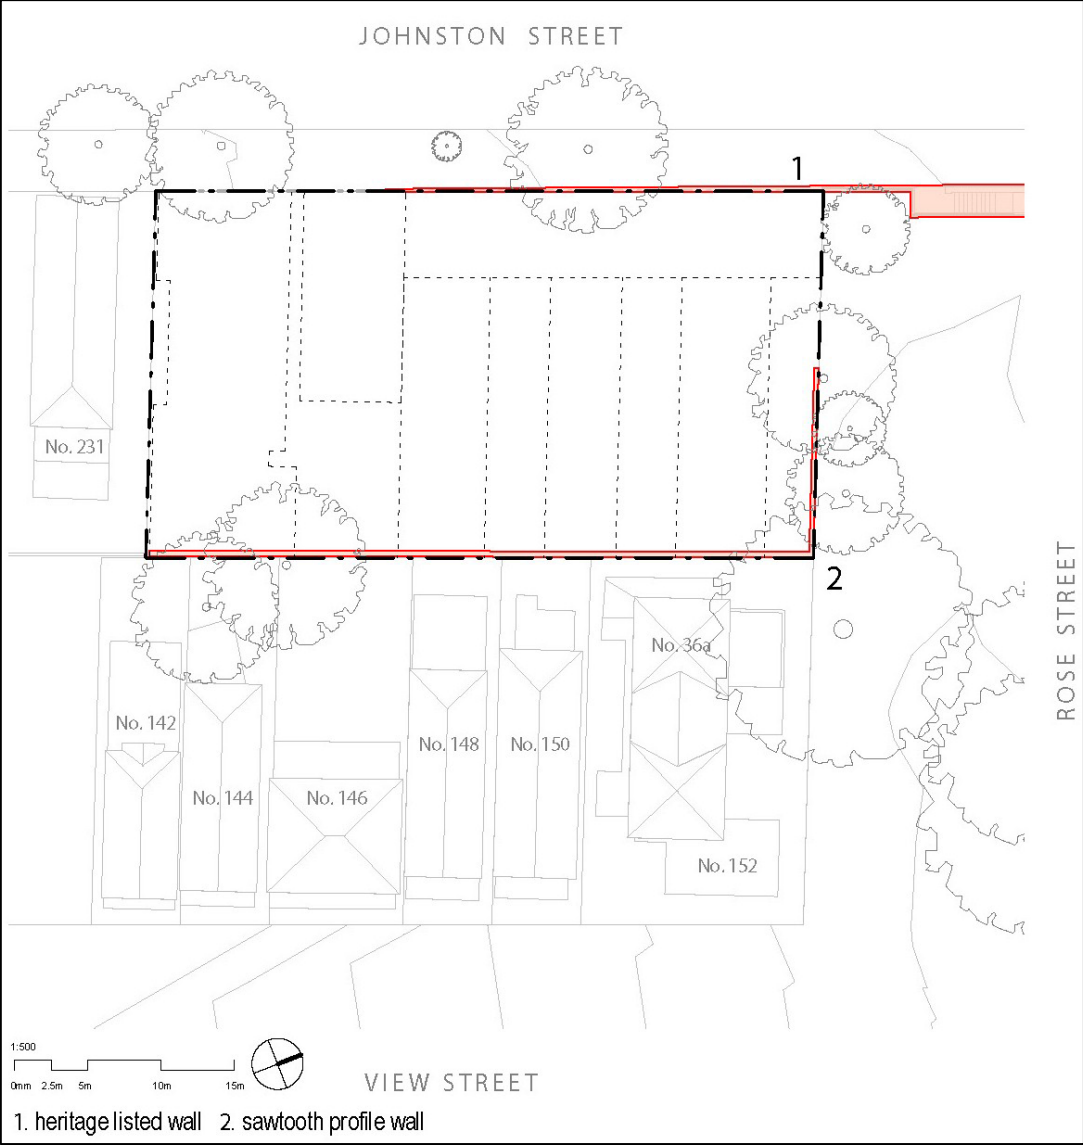 JOHNSTON STREET
1
No. 231
2
ROSE STREET
No. 36a
No. 142
No. 148
No. 150
No. 144
No. 146
No. 152
1:500
0mm 2.5m 5m 10m 15m
VIEW STREET
1. heritage listed wall 2. sawtooth profile wall